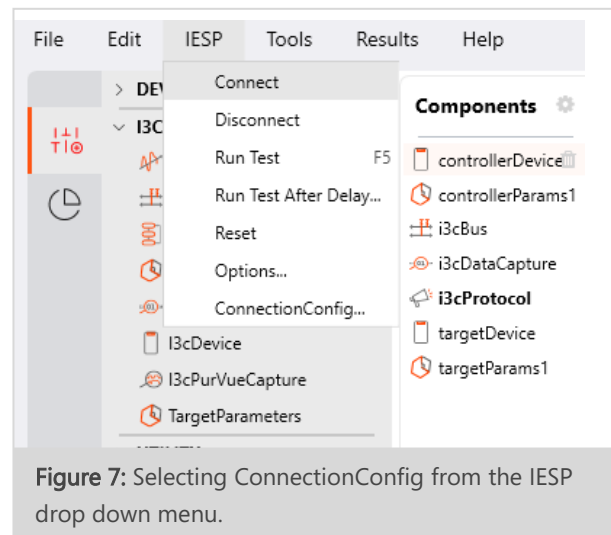 File Edit IESP Tools Results Help
> DEV
I3C
Connect
Disconnect
Run Test F5
Run Test After Delay...
Reset
Options...
ConnectionConfig...
I3cDevice
I3cPurVueCapture
TargetParameters
Components
controllerDevice
controllerParams1
i3cBus
i3cDataCapture
i3cProtocol
targetDevice
targetParams1
Figure 7: Selecting ConnectionConfig from the IESP
drop down menu.